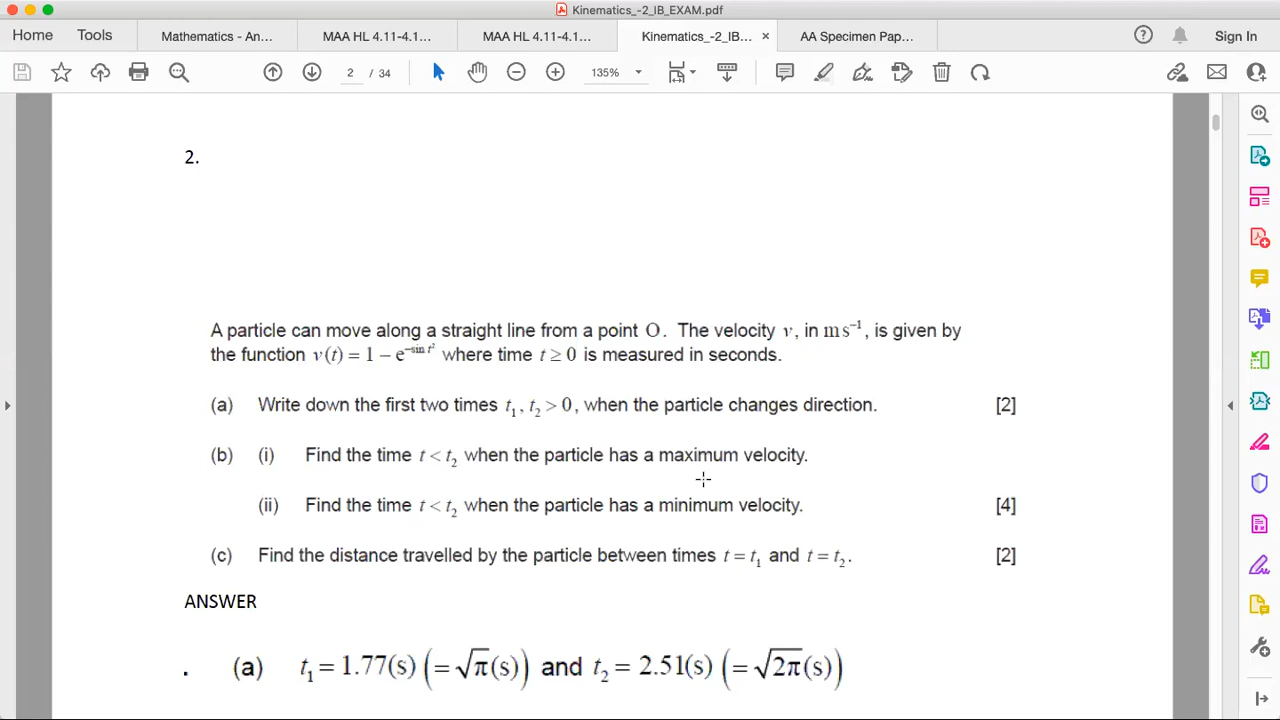 Kinematics_-2_IB_EXAM.pdf
Home Tools Mathematics - An... MAA HL 4.11-4.1... MAA HL 4.11-4.1... Kinematics_-2_IB... × AA Specimen Pap... Sign In
2 / 34 135%
2.
A particle can move along a straight line from a point O. The velocity v, in m s⁻¹, is given by
the function v(t) = 1 − e^(−sin t²) where time t ≥ 0 is measured in seconds.
(a) Write down the first two times t₁, t₂ > 0, when the particle changes direction. [2]
(b) (i) Find the time t < t₂ when the particle has a maximum velocity.
(ii) Find the time t < t₂ when the particle has a minimum velocity. [4]
(c) Find the distance travelled by the particle between times t = t₁ and t = t₂. [2]
ANSWER
. (a) t₁ = 1.77(s) (= √π(s)) and t₂ = 2.51(s) (= √2π(s))